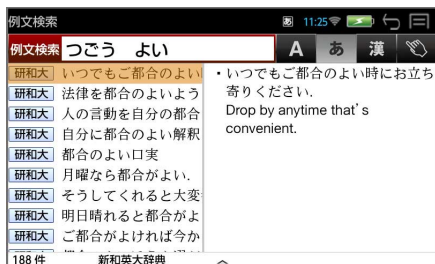 例文検索
あ 11:25
例文検索 つごう よい A あ 漢
研和大 いつでもご都合のよい
研和大 法律を都合のよいよう
研和大 人の言動を自分の都合
研和大 自分に都合のよい解釈
研和大 都合のよい口実
研和大 月曜なら都合がよい.
研和大 そうしてくれると大変
研和大 明日晴れると都合がよ
研和大 ご都合がよければ今か
・いつでもご都合のよい時にお立ち
寄りください.
Drop by anytime that's
convenient.
188 件 新和英大辞典